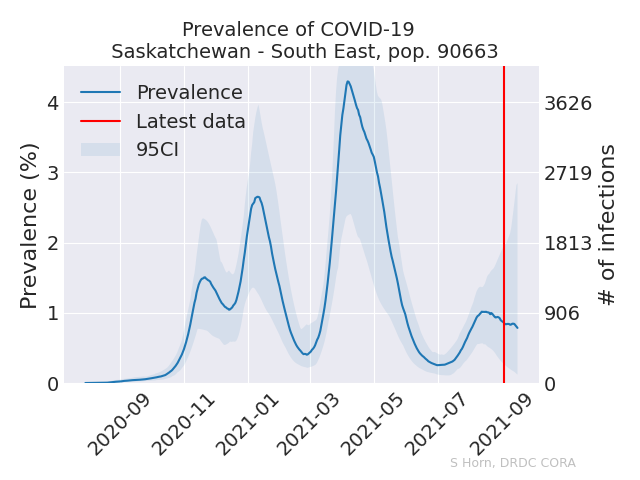 Prevalence of COVID-19
Saskatchewan - South East, pop. 90663
Prevalence
Latest data
95CI
Prevalence (%)
4
3
2
1
0
3626
2719
1813
906
0
# of infections
2020-09
2020-11
2021-01
2021-03
2021-05
2021-07
2021-09
S Horn, DRDC CORA